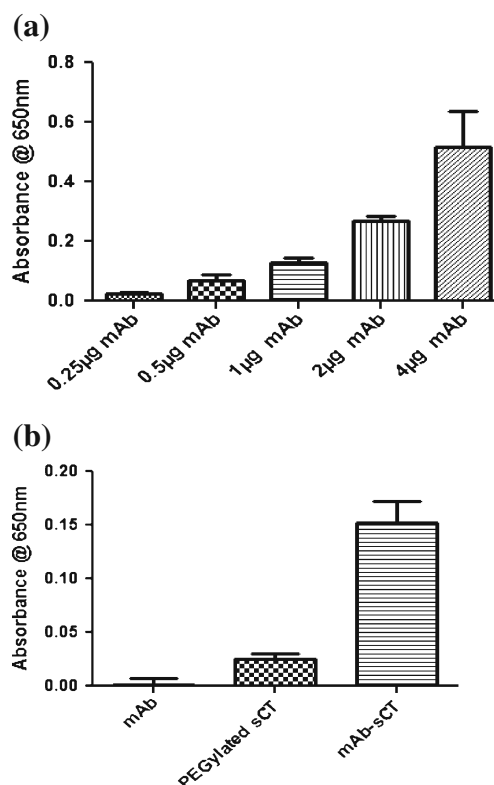 (a)
Absorbance @ 650nm
0.8
0.6
0.4
0.2
0.0
0.25µg mAb
0.5µg mAb
1µg mAb
2µg mAb
4µg mAb
(b)
Absorbance @ 650nm
0.20
0.15
0.10
0.05
0.00
mAb
PEGylated sCT
mAb-sCT